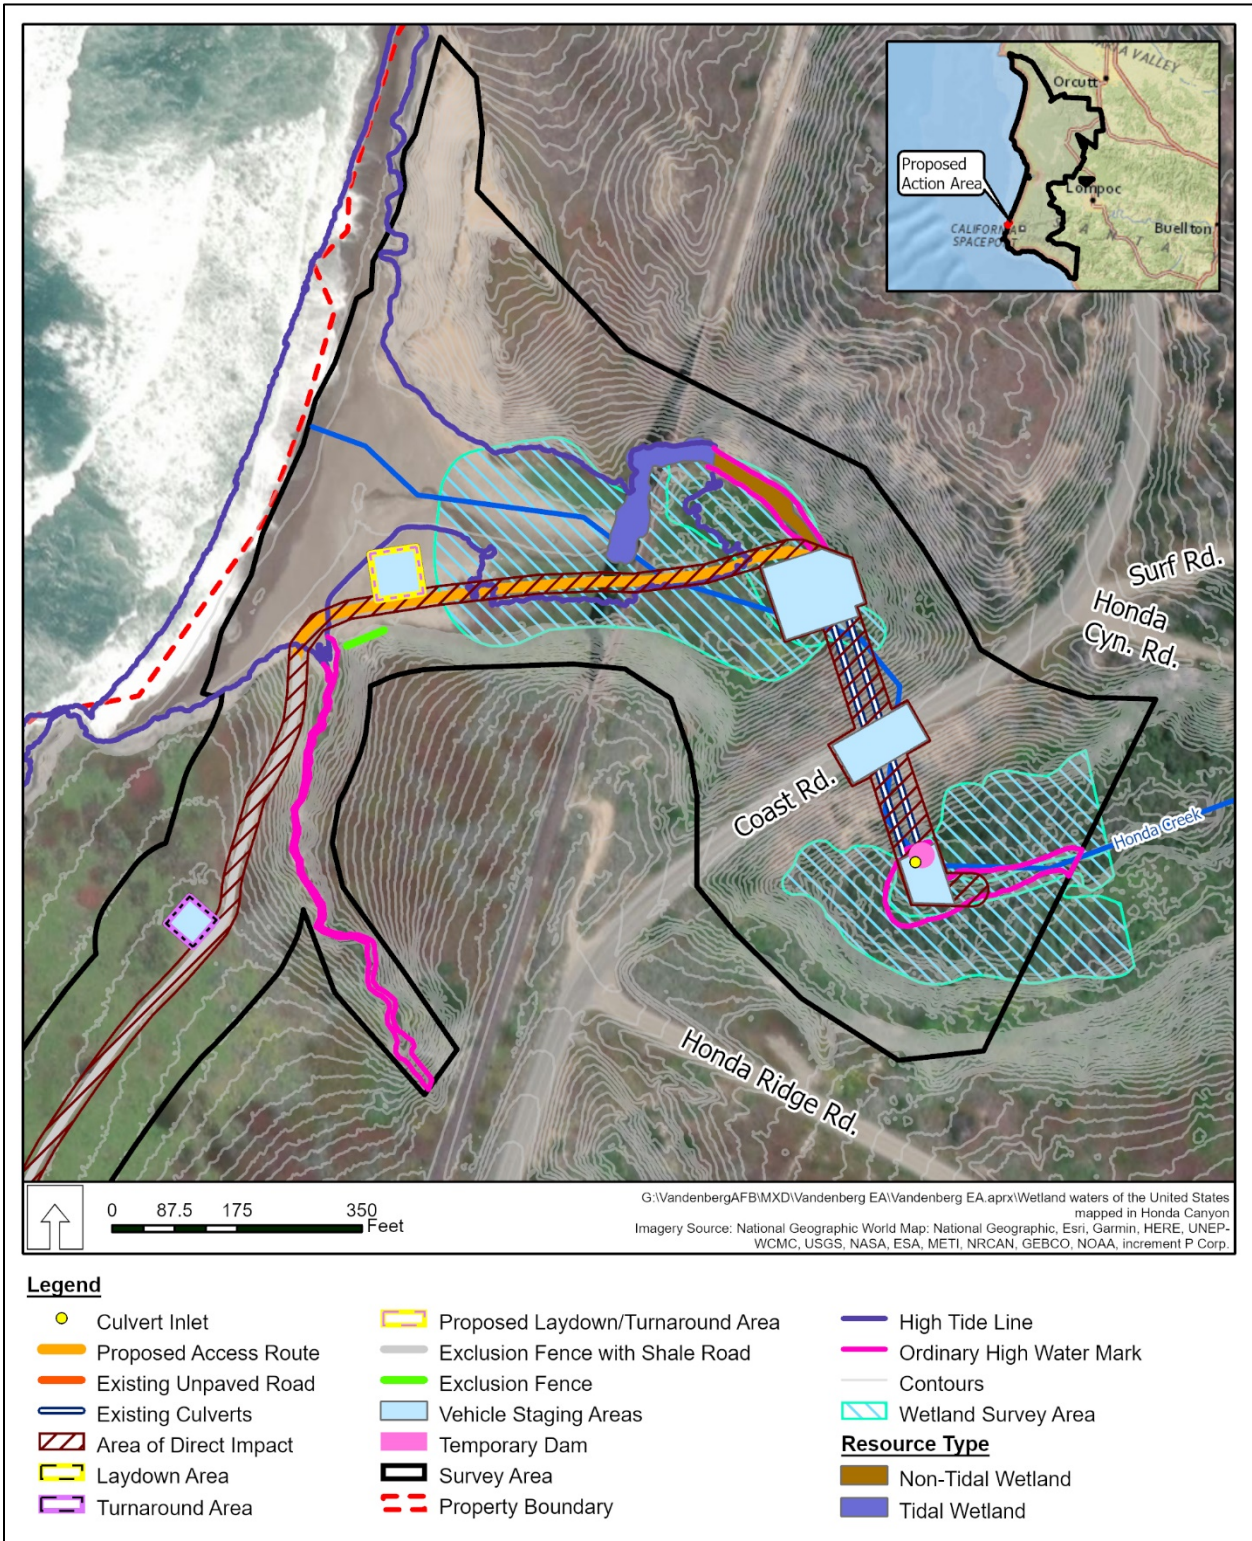 TA VALLEY
Orcutt
Proposed
Action Area
Lompoc
CALIFORNIA
SPACEPORT
SANTA
Buellton
Surf Rd.
Honda
Cyn. Rd.
Coast Rd.
Honda Creek
Honda Ridge Rd.
0 87.5 175 350
Feet
G:\VandenbergAFB\MXD\Vandenberg EA\Vandenberg EA.aprx\Wetland waters of the United States
mapped in Honda Canyon
Imagery Source: National Geographic World Map: National Geographic, Esri, Garmin, HERE, UNEP-
WCMC, USGS, NASA, ESA, METI, NRCAN, GEBCO, NOAA, increment P Corp.
Legend
Culvert Inlet
Proposed Access Route
Existing Unpaved Road
Existing Culverts
Area of Direct Impact
Laydown Area
Turnaround Area
Proposed Laydown/Turnaround Area
Exclusion Fence with Shale Road
Exclusion Fence
Vehicle Staging Areas
Temporary Dam
Survey Area
Property Boundary
High Tide Line
Ordinary High Water Mark
Contours
Wetland Survey Area
Resource Type
Non-Tidal Wetland
Tidal Wetland